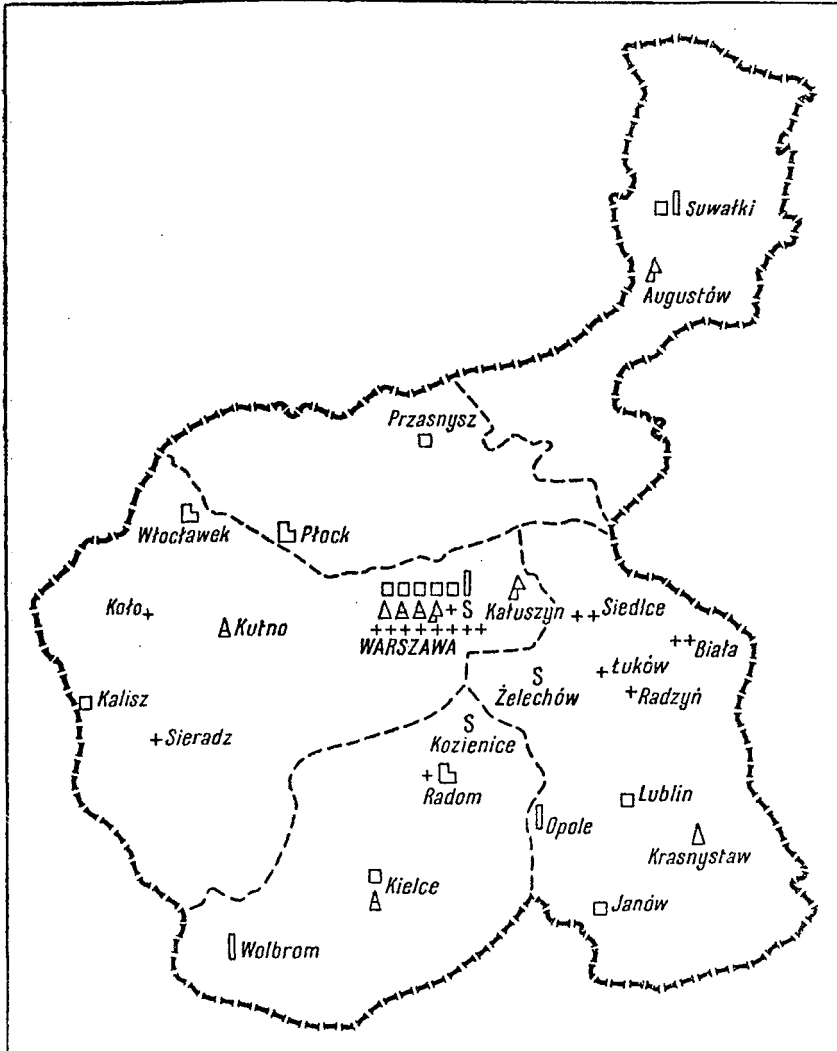 Suwałki
Augustów
Przasnysz
Włocławek
Płock
Koło
Kutno
S
WARSZAWA
Kałuszyn
Siedlce
Biała
Łuków
Radzyń
S
Żelechów
Kalisz
Sieradz
S
Kozienice
Radom
Lublin
Opole
Krasnystaw
Kielce
Janów
Wolbrom